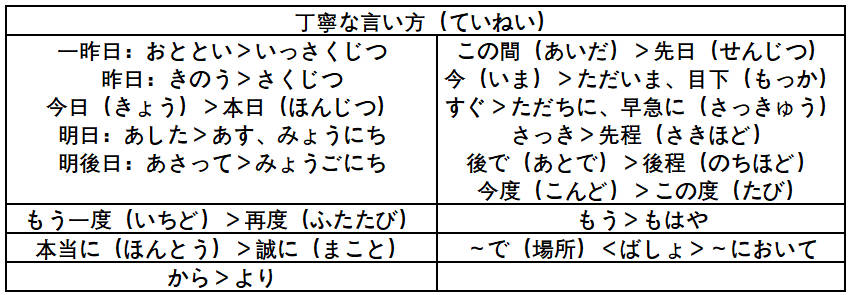 丁寧な言い方（ていねい）
一昨日：おととい＞いっさくじつ
昨日：きのう＞さくじつ
今日（きょう）＞本日（ほんじつ）
明日：あした＞あす、みょうにち
明後日：あさって＞みょうごにち
この間（あいだ）＞先日（せんじつ）
今（いま）＞ただいま、目下（もっか）
すぐ＞ただちに、早急に（さっきゅう）
さっき＞先程（さきほど）
後で（あとで）＞後程（のちほど）
今度（こんど）＞この度（たび）
もう一度（いちど）＞再度（ふたたび）
もう＞もはや
本当に（ほんとう）＞誠に（まこと）
～で（場所）＜ばしょ＞～において
から＞より